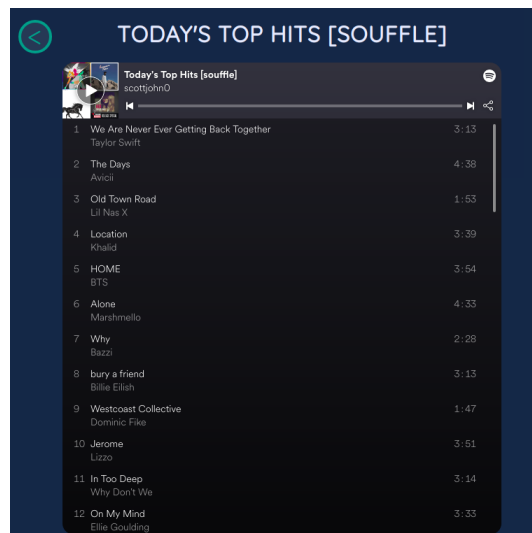 TODAY'S TOP HITS [SOUFFLE]
Today's Top Hits [souffle]
scottjohn0
1 We Are Never Ever Getting Back Together 3:13
Taylor Swift
2 The Days 4:38
Avicii
3 Old Town Road 1:53
Lil Nas X
4 Location 3:39
Khalid
5 HOME 3:54
BTS
6 Alone 4:33
Marshmello
7 Why 2:28
Bazzi
8 bury a friend 3:13
Billie Eilish
9 Westcoast Collective 1:47
Dominic Fike
10 Jerome 3:51
Lizzo
11 In Too Deep 3:14
Why Don't We
12 On My Mind 3:33
Ellie Goulding